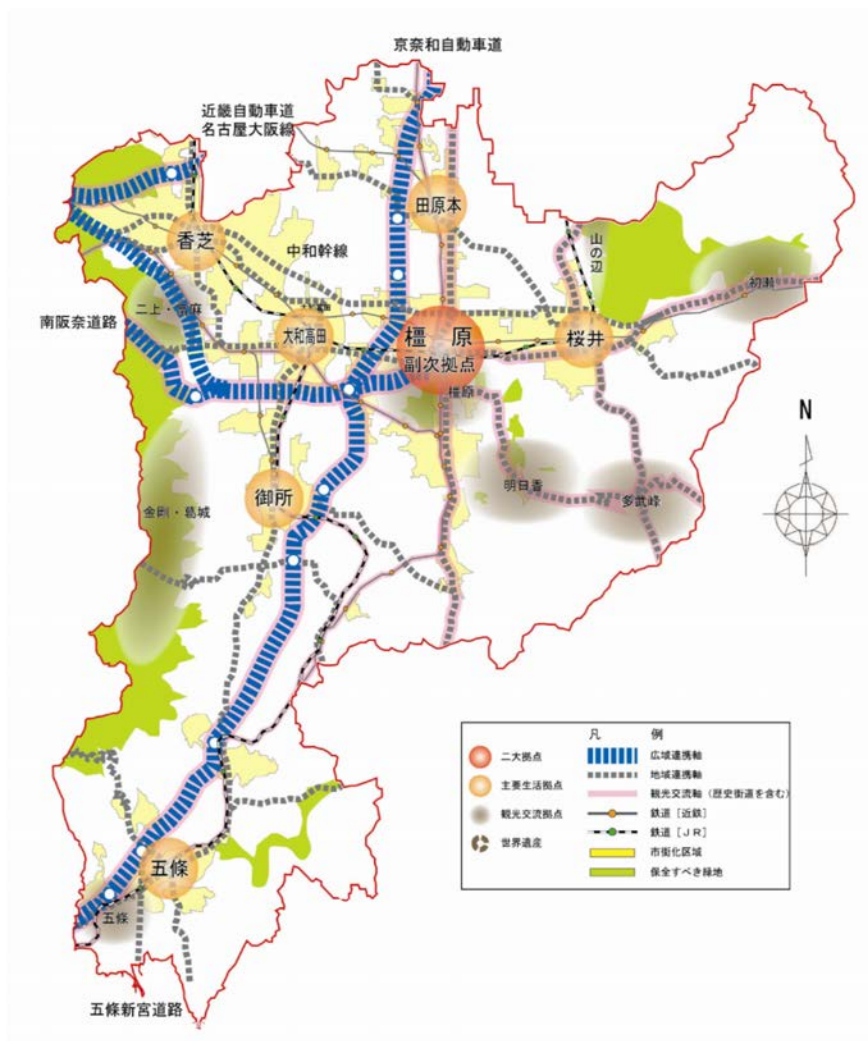 京奈和自動車道
近畿自動車道
名古屋大阪線
田原本
香芝
中和幹線
山の辺
初瀬
南阪奈道路
大和高田
橿 原
副次拠点
桜井
橿原
N
御所
明日香
多武峰
金剛・葛城
凡 例
二大拠点
主要生活拠点
観光交流拠点
世界遺産
広域連携軸
地域連携軸
観光交流軸(歴史街道を含む)
鉄道[近鉄]
鉄道[JR]
市街化区域
保全すべき緑地
五條
五條
五條新宮道路